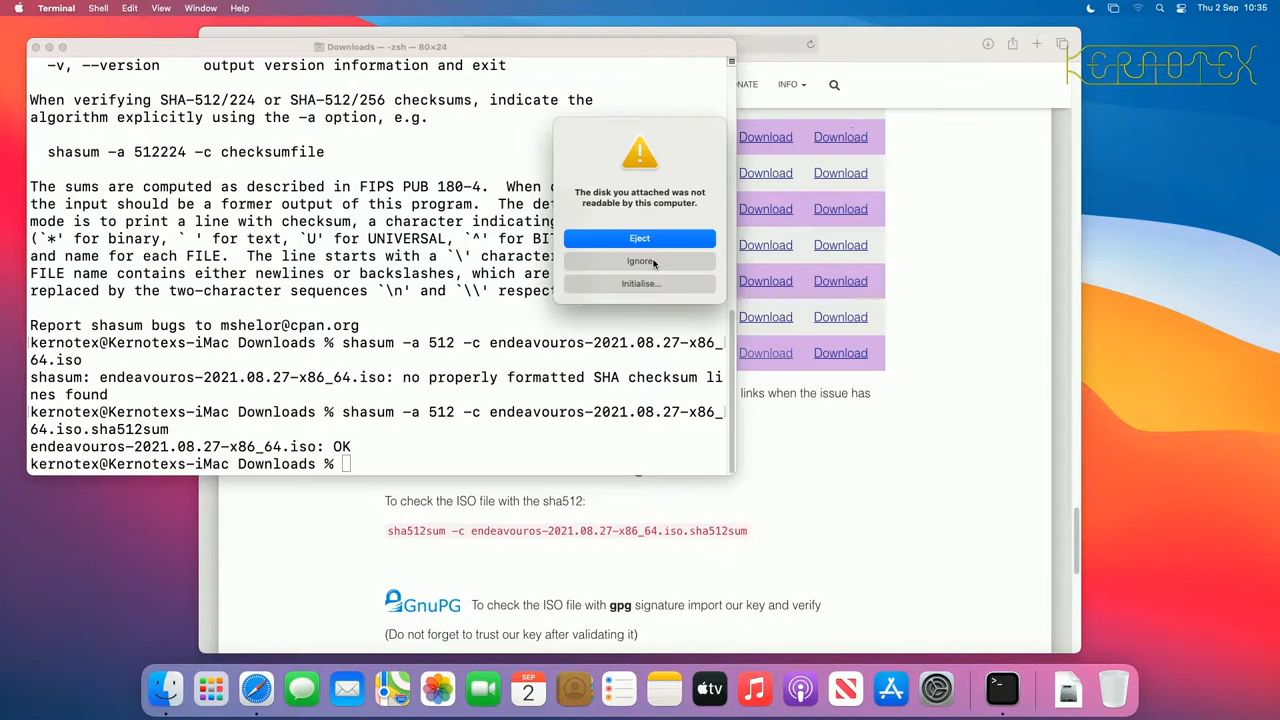 Shell Edit View Window Help
Terminal
Thu 2 Sep 10:35
KERNOTEX
Downloads — -zsh — 80×24
-v, --version output version information and exit
When verifying SHA-512/224 or SHA-512/256 checksums, indicate the
algorithm explicitly using the -a option, e.g.
shasum -a 512224 -c checksumfile
The sums are computed as described in FIPS PUB 180-4. When
the input should be a former output of this program. The
mode is to print a line with checksum, a character indicating
(`*' for binary, ` ' for text, `U' for UNIVERSAL, `^' for
and name for each FILE. The line starts with a `\'
FILE name contains either newlines or backslashes, which are
replaced by the two-character sequences `\n' and `\\'
Report shasum bugs to mshelor@cpan.org
kernotex@Kernotexs-iMac Downloads % shasum -a 512 -c endeavouros-2021.08.27-x86_
64.iso
shasum: endeavouros-2021.08.27-x86_64.iso: no properly formatted SHA checksum li
nes found
kernotex@Kernotexs-iMac Downloads % shasum -a 512 -c endeavouros-2021.08.27-x86_
64.iso.sha512sum
endeavouros-2021.08.27-x86_64.iso: OK
kernotex@Kernotexs-iMac Downloads %
The disk you attached was not
readable by this computer.
Eject
Ignore
Initialise...
INFO
Download Download
Download Download
Download Download
Download Download
Download Download
Download Download
Download Download
links when the issue has
To check the ISO file with the sha512:
sha512sum -c endeavouros-2021.08.27-x86_64.iso.sha512sum
GnuPG To check the ISO file with gpg signature import our key and verify
(Do not forget to trust our key after validating it)
SEP
2
tv
>_